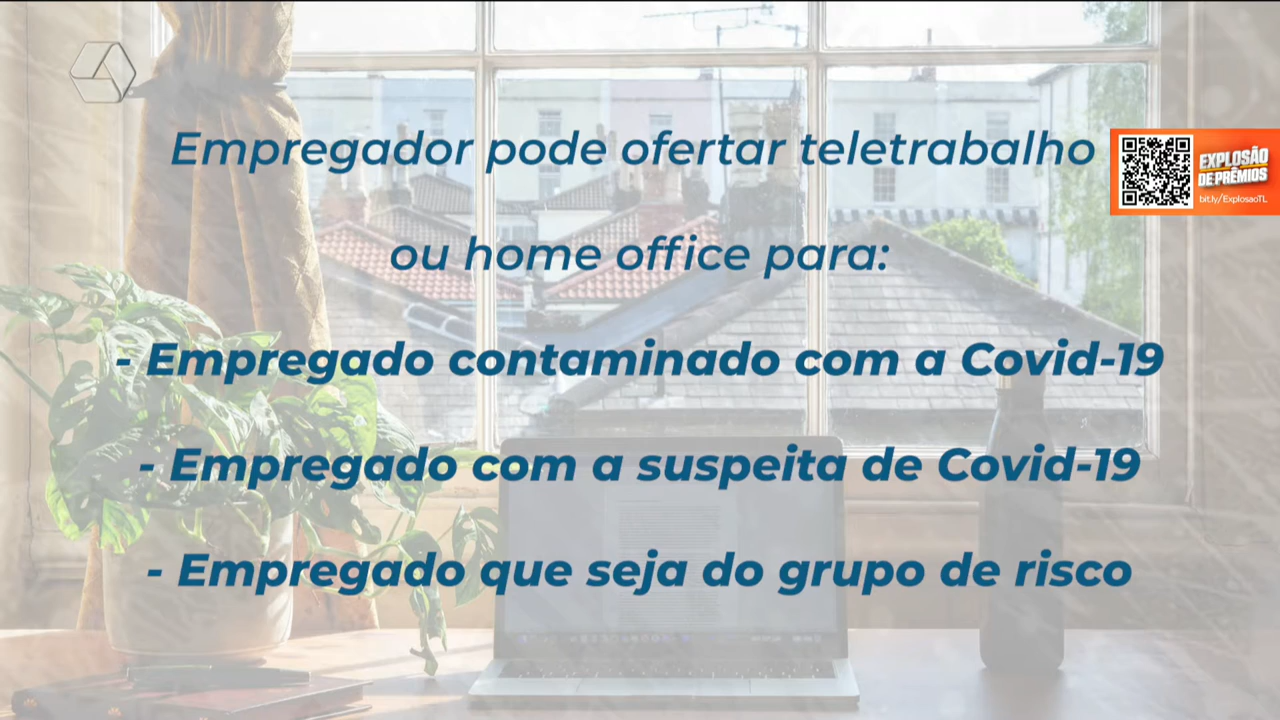 Empregador pode ofertar teletrabalho
ou home office para:
- Empregado contaminado com a Covid-19
- Empregado com a suspeita de Covid-19
- Empregado que seja do grupo de risco
EXPLOSÃO
DE PRÊMIOS
bit.ly/ExplosaoTL